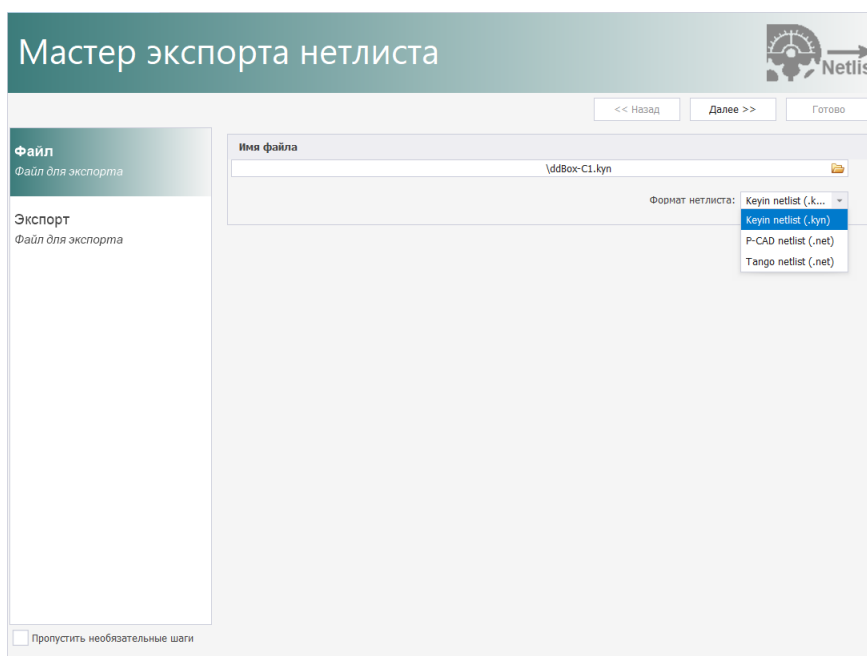 Мастер экспорта нетлиста
Netlis
<< Назад
Далее >>
Готово
Файл
Файл для экспорта
Экспорт
Файл для экспорта
Имя файла
\ddBox-C1.kyn
Формат нетлиста:
Keyin netlist (.k...
Keyin netlist (.kyn)
P-CAD netlist (.net)
Tango netlist (.net)
Пропустить необязательные шаги